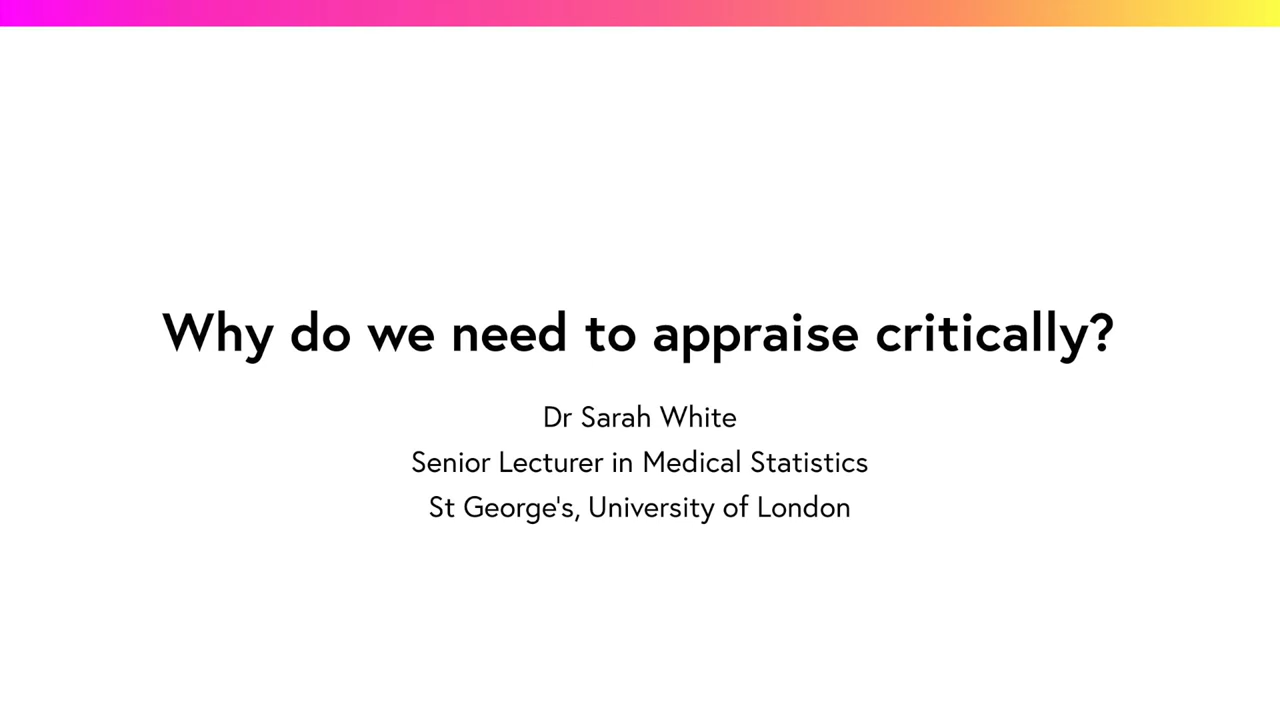 Why do we need to appraise critically?
Dr Sarah White
Senior Lecturer in Medical Statistics
St George's, University of London